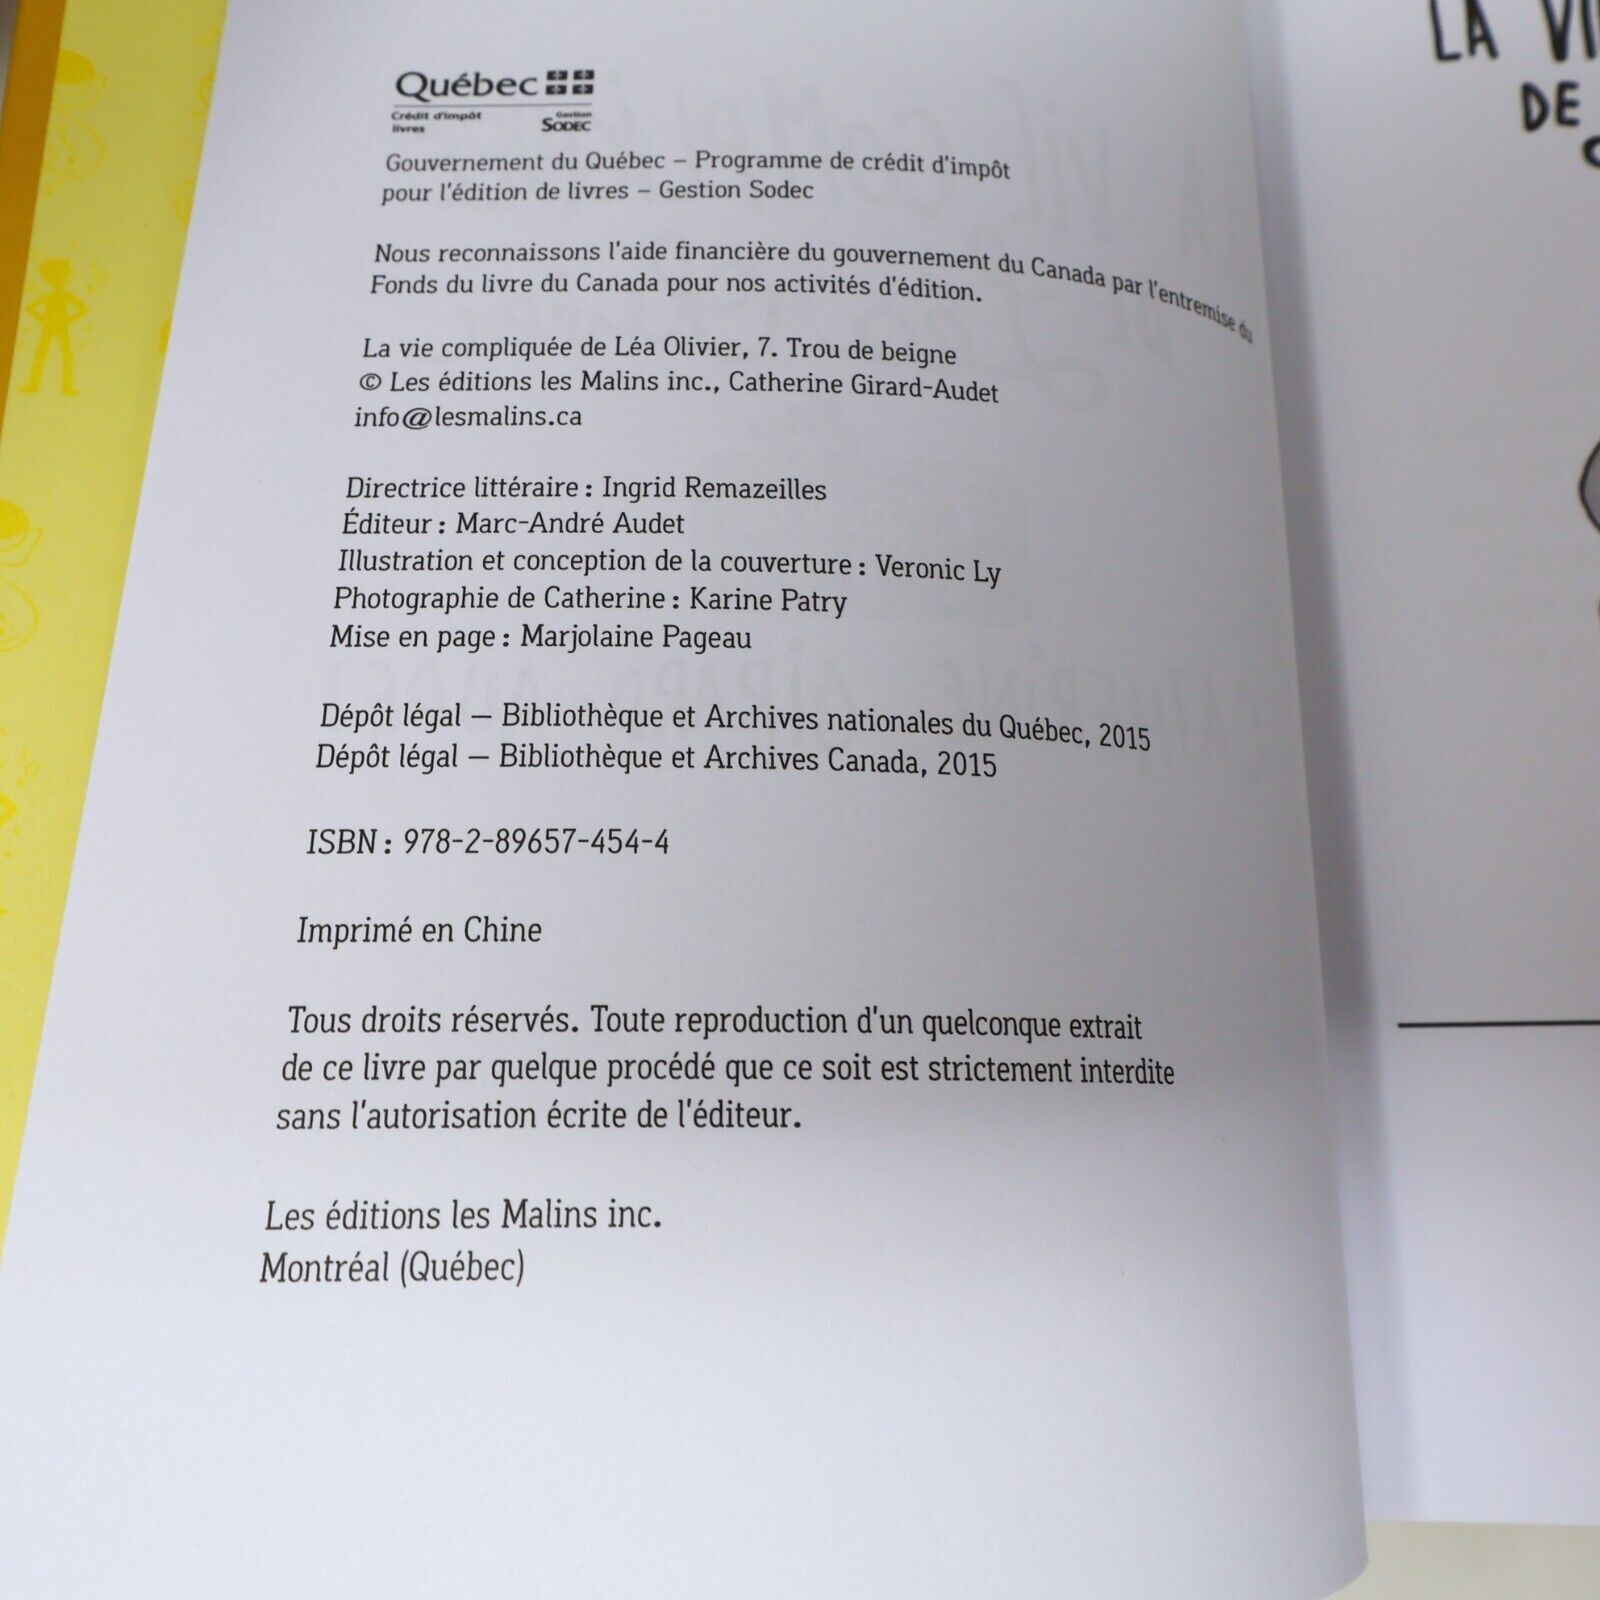 Québec
Crédit d'impôt
livres
Gestion
SODEC
Gouvernement du Québec – Programme de crédit d'impôt
pour l'édition de livres – Gestion Sodec
Nous reconnaissons l'aide financière du gouvernement du Canada par l'entremise du
Fonds du livre du Canada pour nos activités d'édition.
La vie compliquée de Léa Olivier, 7. Trou de beigne
© Les éditions les Malins inc., Catherine Girard-Audet
info@lesmalins.ca
Directrice littéraire : Ingrid Remazeilles
Éditeur : Marc-André Audet
Illustration et conception de la couverture : Veronic Ly
Photographie de Catherine : Karine Patry
Mise en page : Marjolaine Pageau
Dépôt légal — Bibliothèque et Archives nationales du Québec, 2015
Dépôt légal — Bibliothèque et Archives Canada, 2015
ISBN : 978-2-89657-454-4
Imprimé en Chine
Tous droits réservés. Toute reproduction d'un quelconque extrait
de ce livre par quelque procédé que ce soit est strictement interdite
sans l'autorisation écrite de l'éditeur.
Les éditions les Malins inc.
Montréal (Québec)
LA
DE